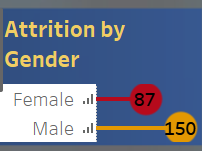 Attrition by
Gender
Female 87
Male 150